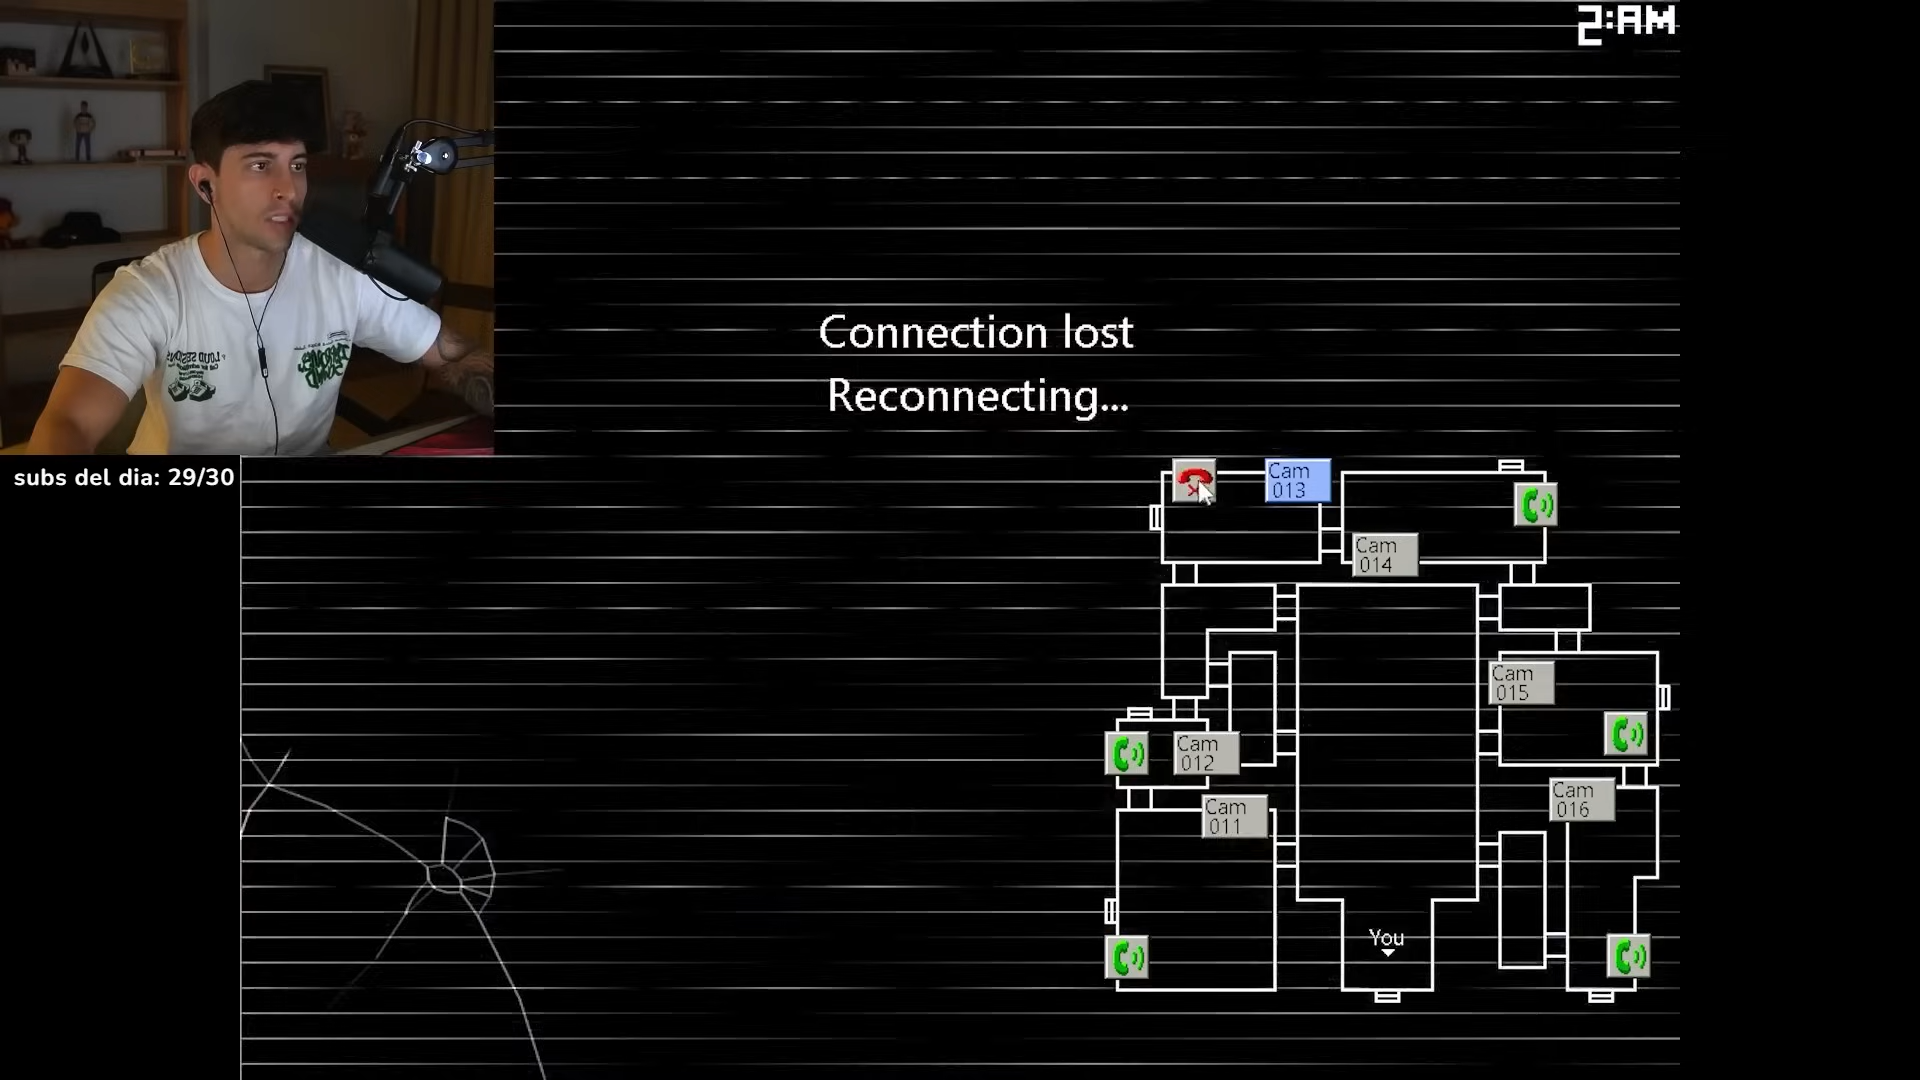 2:AM
Connection lost
Reconnecting...
subs del dia: 29/30
Cam
013
Cam
014
Cam
015
Cam
012
Cam
016
Cam
011
You